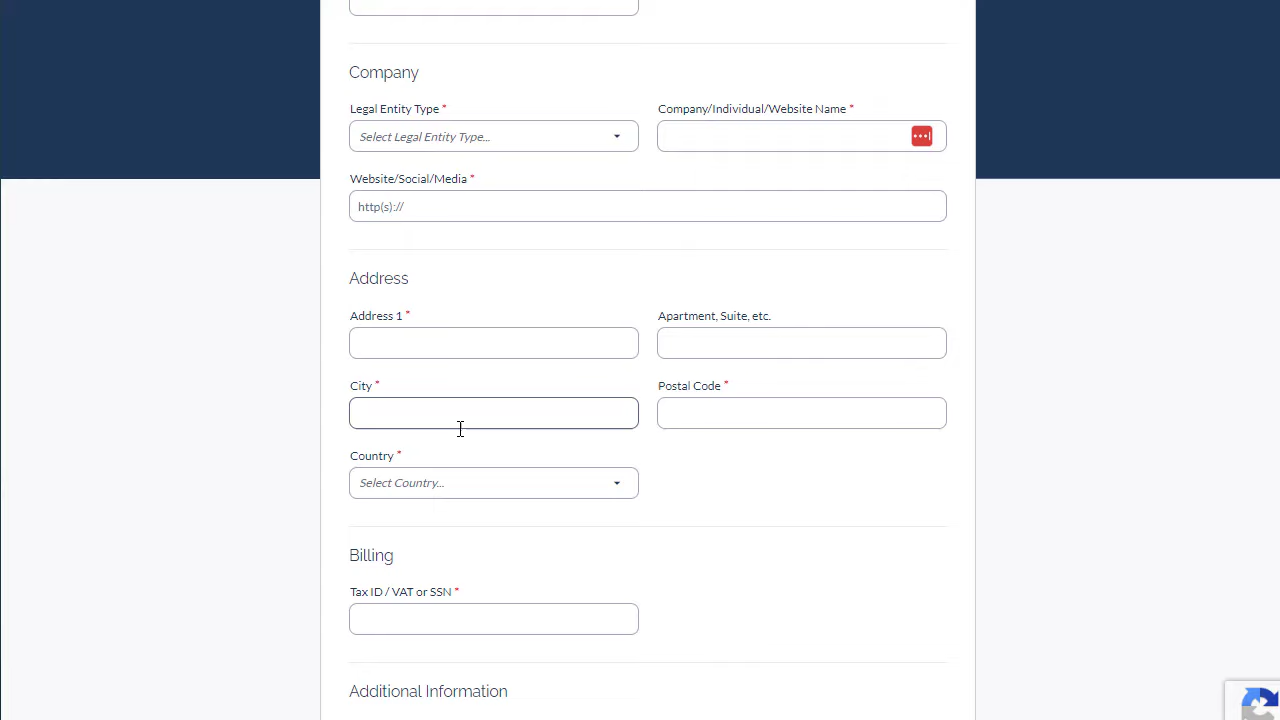 Company
Legal Entity Type *
Company/Individual/Website Name *
Select Legal Entity Type...
Website/Social/Media *
http(s)://
Address
Address 1 *
Apartment, Suite, etc.
City *
Postal Code *
Country *
Select Country...
Billing
Tax ID / VAT or SSN *
Additional Information